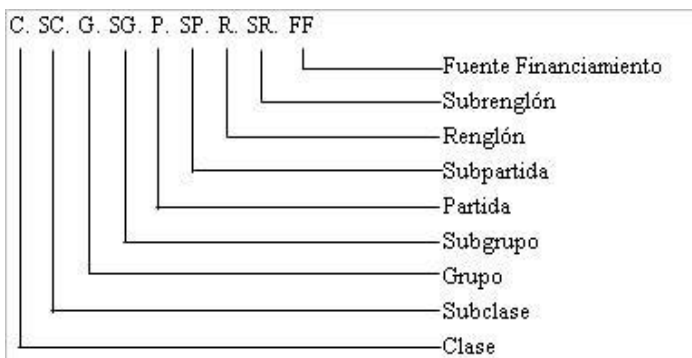 C. SC. G. SG. P. SP. R. SR. FF
Fuente Financiamiento
Subrenglón
Renglón
Subpartida
Partida
Subgrupo
Grupo
Subclase
Clase